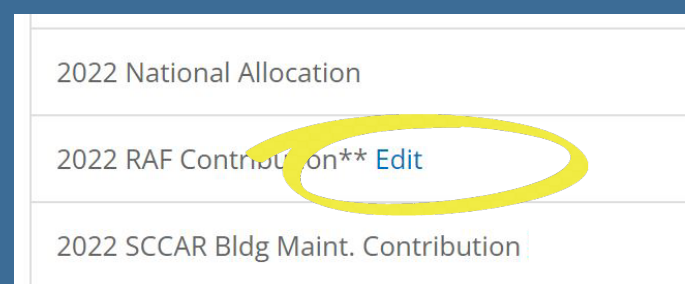 2022 National Allocation
2022 RAF Contribution** Edit
2022 SCCAR Bldg Maint. Contribution